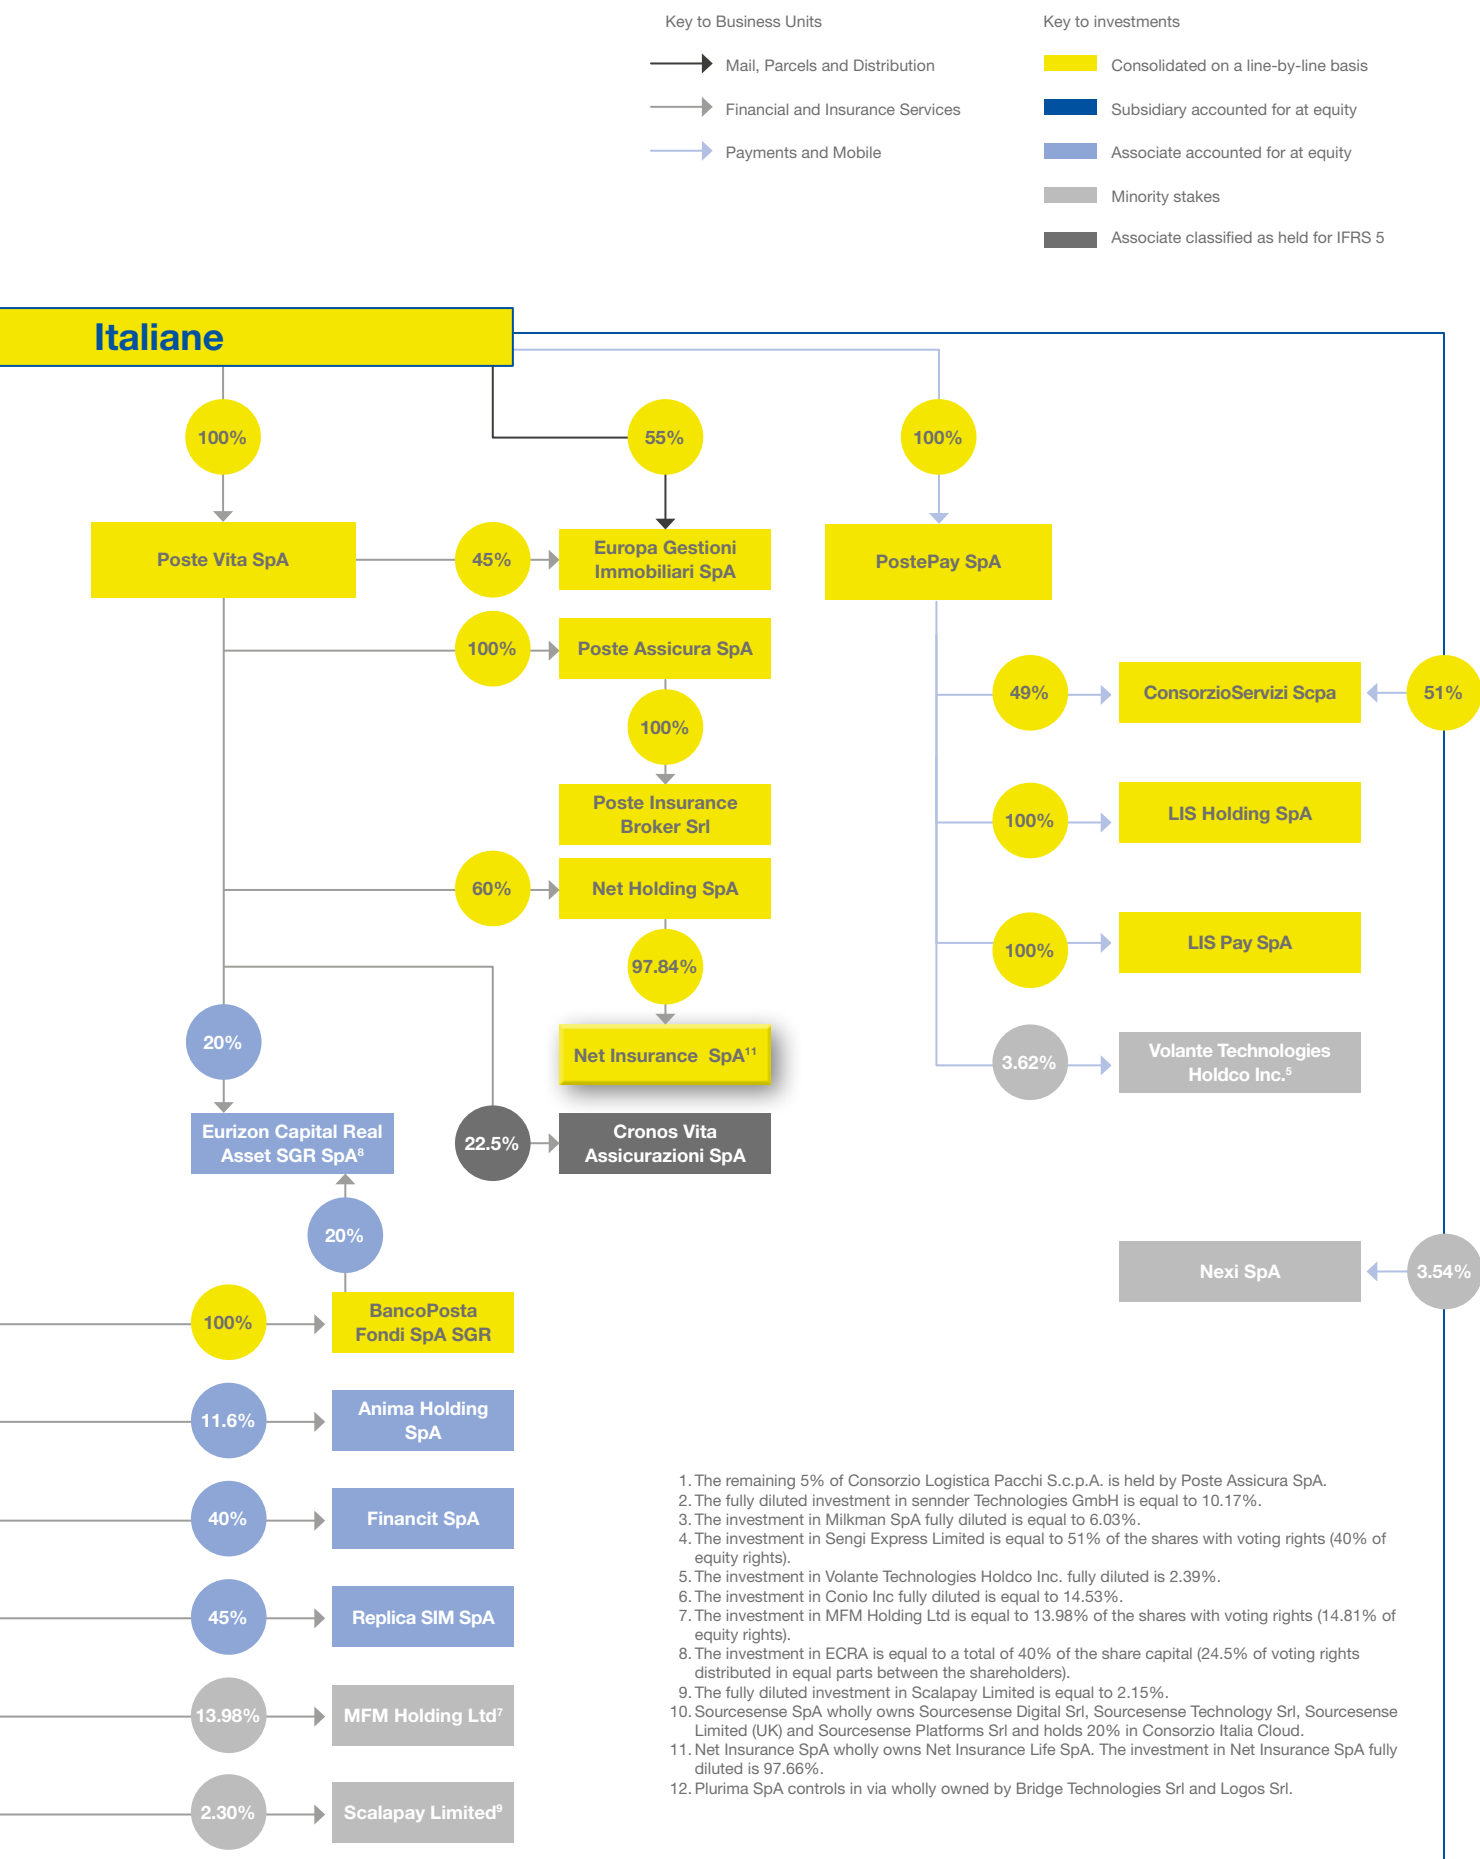 Key to Business Units
Key to investments
Mail, Parcels and Distribution
Consolidated on a line-by-line basis
Financial and Insurance Services
Subsidiary accounted for at equity
Payments and Mobile
Associate accounted for at equity
Minority stakes
Associate classified as held for IFRS 5
Italiane
100%
55%
100%
Poste Vita SpA
45%
Europa Gestioni
Immobiliari SpA
PostePay SpA
100%
Poste Assicura SpA
49%
ConsorzioServizi Scpa
51%
100%
Poste Insurance
Broker Srl
100%
LIS Holding SpA
60%
Net Holding SpA
100%
LIS Pay SpA
97.84%
20%
Net Insurance SpA¹¹
3.62%
Volante Technologies
Holdco Inc.⁵
Eurizon Capital Real
Asset SGR SpA⁸
22.5%
Cronos Vita
Assicurazioni SpA
20%
Nexi SpA
3.54%
100%
BancoPosta
Fondi SpA SGR
11.6%
Anima Holding
SpA
40%
Financit SpA
45%
Replica SIM SpA
13.98%
MFM Holding Ltd⁷
2.30%
Scalapay Limited⁹
1. The remaining 5% of Consorzio Logistica Pacchi S.c.p.A. is held by Poste Assicura SpA.
2. The fully diluted investment in sennder Technologies GmbH is equal to 10.17%.
3. The investment in Milkman SpA fully diluted is equal to 6.03%.
4. The investment in Sengi Express Limited is equal to 51% of the shares with voting rights (40% of
equity rights).
5. The investment in Volante Technologies Holdco Inc. fully diluted is 2.39%.
6. The investment in Conio Inc fully diluted is equal to 14.53%.
7. The investment in MFM Holding Ltd is equal to 13.98% of the shares with voting rights (14.81% of
equity rights).
8. The investment in ECRA is equal to a total of 40% of the share capital (24.5% of voting rights
distributed in equal parts between the shareholders).
9. The fully diluted investment in Scalapay Limited is equal to 2.15%.
10. Sourcesense SpA wholly owns Sourcesense Digital Srl, Sourcesense Technology Srl, Sourcesense
Limited (UK) and Sourcesense Platforms Srl and holds 20% in Consorzio Italia Cloud.
11. Net Insurance SpA wholly owns Net Insurance Life SpA. The investment in Net Insurance SpA fully
diluted is 97.66%.
12. Plurima SpA controls in via wholly owned by Bridge Technologies Srl and Logos Srl.